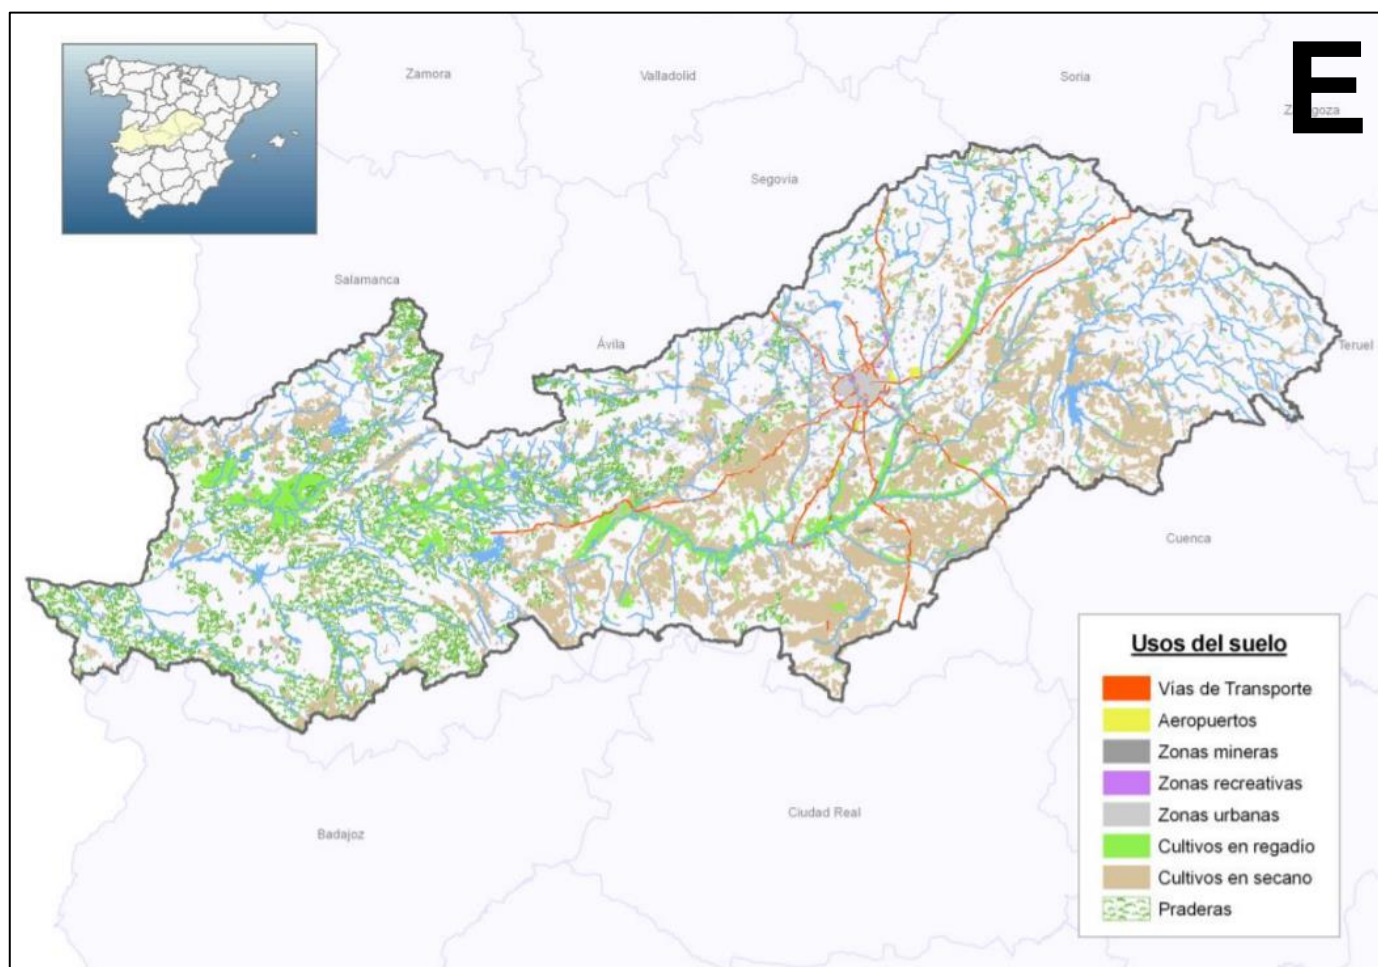 E
Zamora
Valladolid
Soria
Segovia
Salamanca
Ávila
Teruel
Cuenca
Ciudad Real
Badajoz
Usos del suelo
Vías de Transporte
Aeropuertos
Zonas mineras
Zonas recreativas
Zonas urbanas
Cultivos en regadío
Cultivos en secano
Praderas